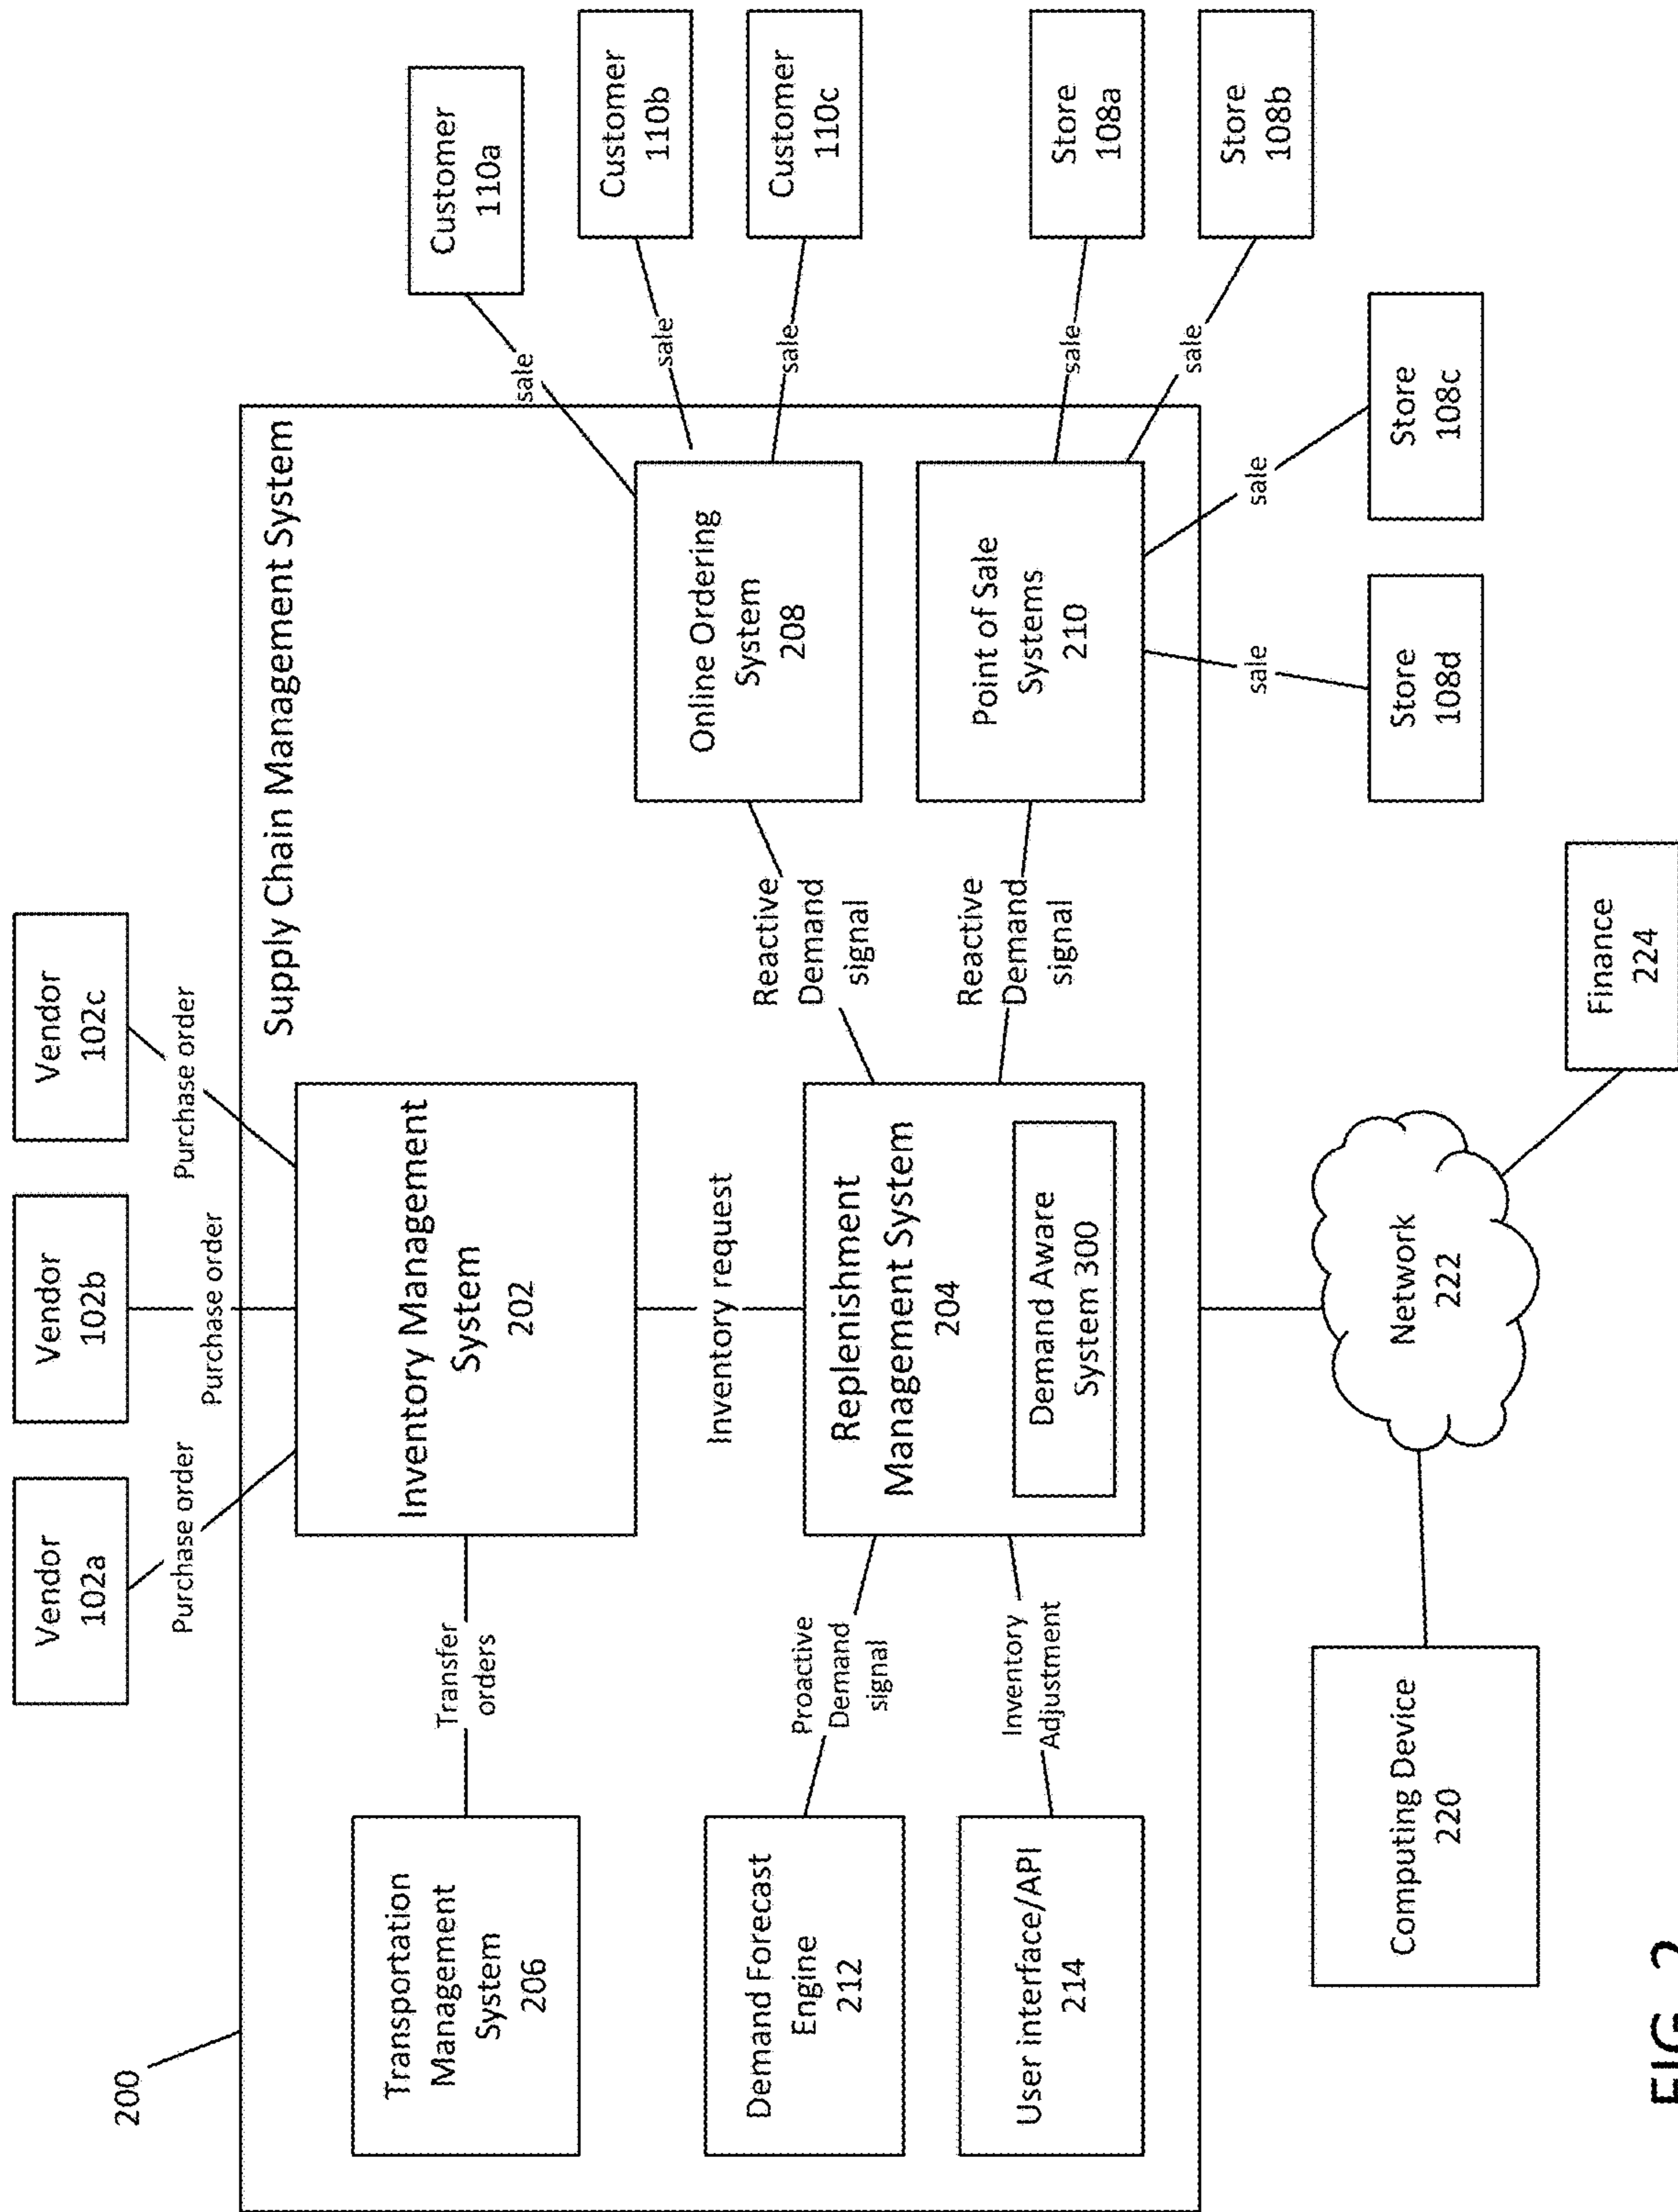 200
Vendor
102a
Vendor
102b
Vendor
102c
Purchase order
Purchase order
Purchase order
Supply Chain Management System
Transportation
Management
System
206
Transfer
orders
Inventory Management
System
202
Customer
110a
sale
Customer
110b
sale
Customer
110c
sale
Inventory request
Online Ordering
System
208
Reactive
Demand
signal
Demand Forecast
Engine
212
Proactive
Demand
signal
Replenishment
Management System
204
Demand Aware
System 300
Reactive
Demand
signal
Point of Sale
Systems
210
User interface/API
214
Inventory
Adjustment
sale
Store
108a
sale
Store
108b
sale
Store
108c
sale
Store
108d
Computing Device
220
Network
222
Finance
224
FIG. 2